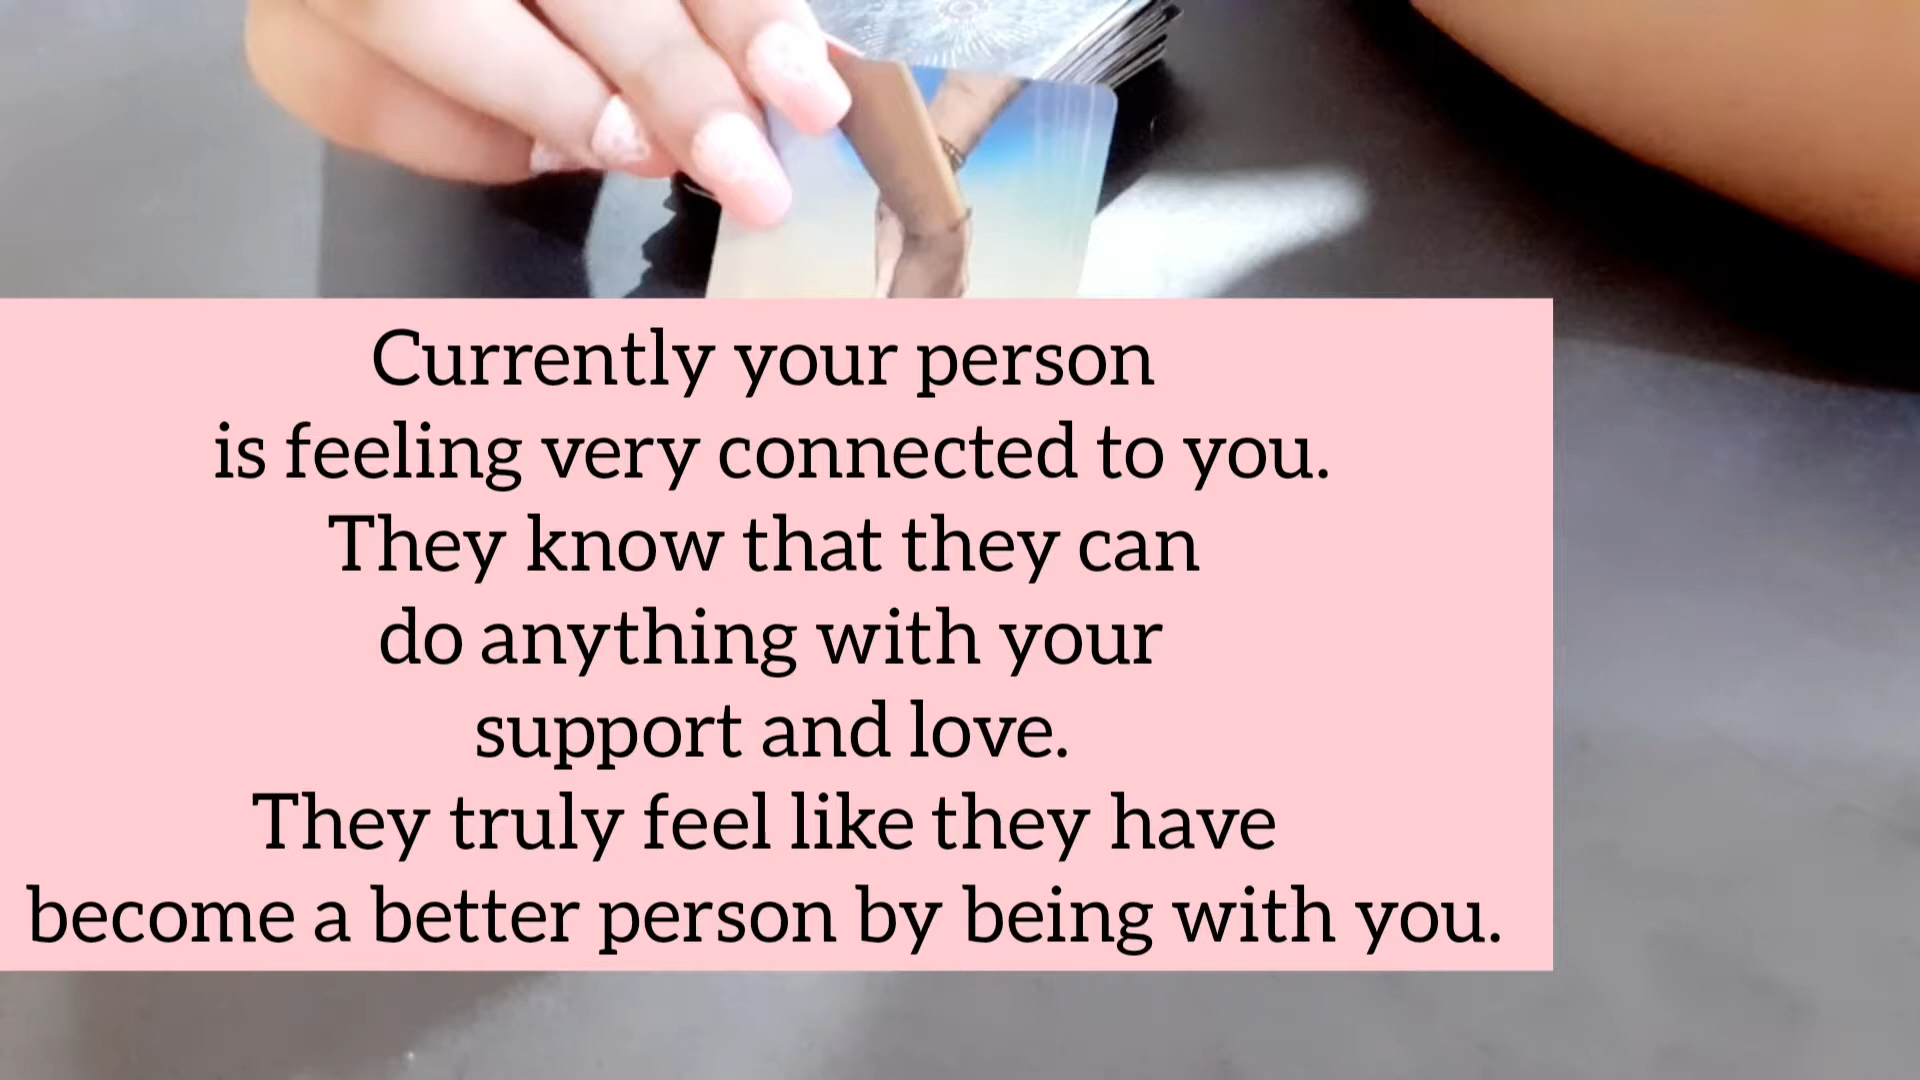 Currently your person
is feeling very connected to you.
They know that they can
do anything with your
support and love.
They truly feel like they have
become a better person by being with you.